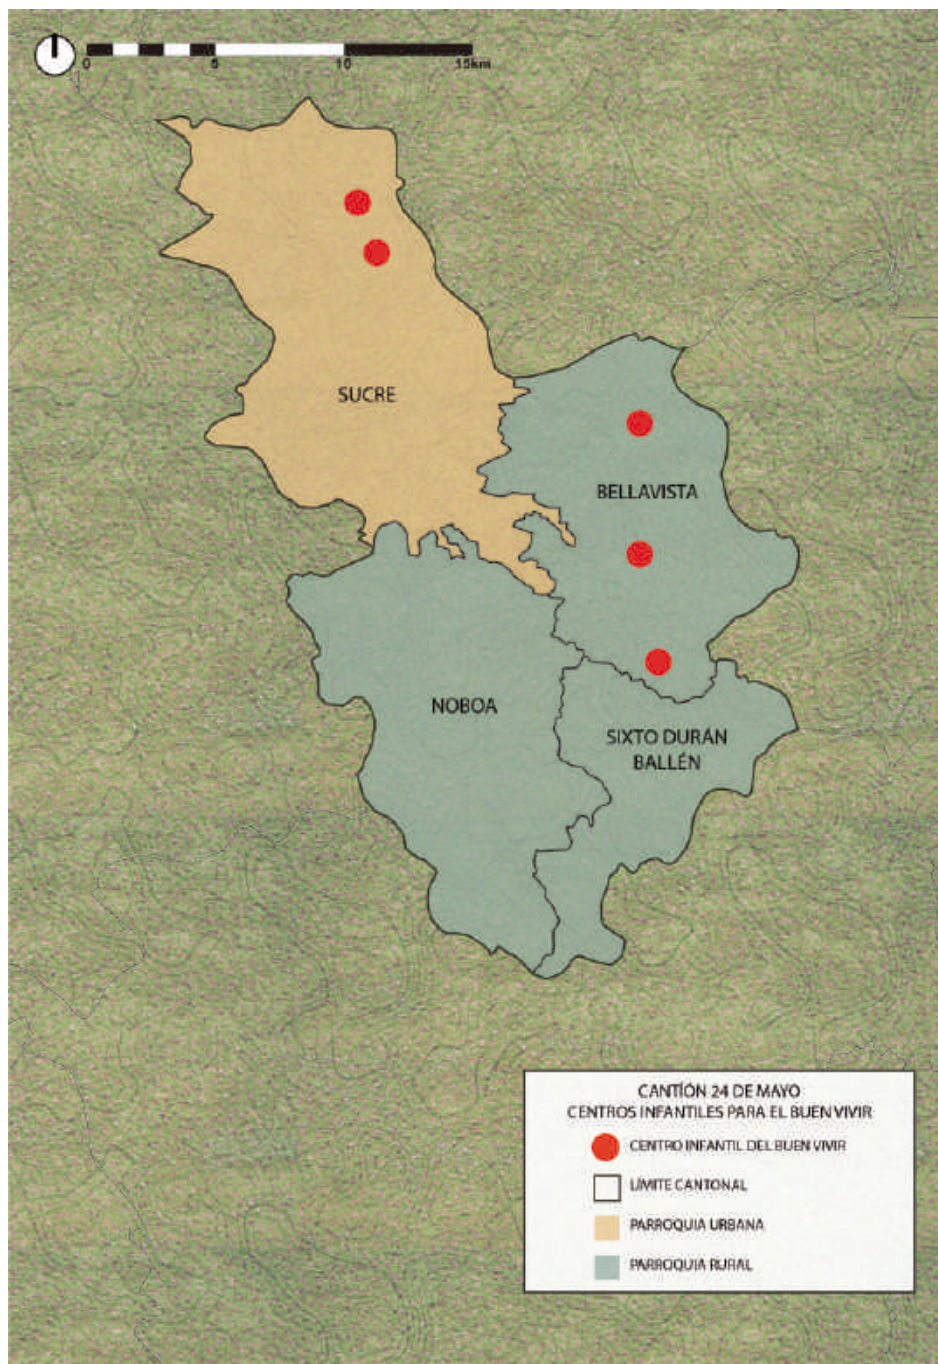 0 5 10 15km
SUCRE
BELLAVISTA
NOBOA
SIXTO DURÁN
BALLÉN
CANTÍON 24 DE MAYO
CENTROS INFANTILES PARA EL BUEN VIVIR
CENTRO INFANTIL DEL BUEN VIVIR
LÍMITE CANTONAL
PARROQUIA URBANA
PARROQUIA RURAL